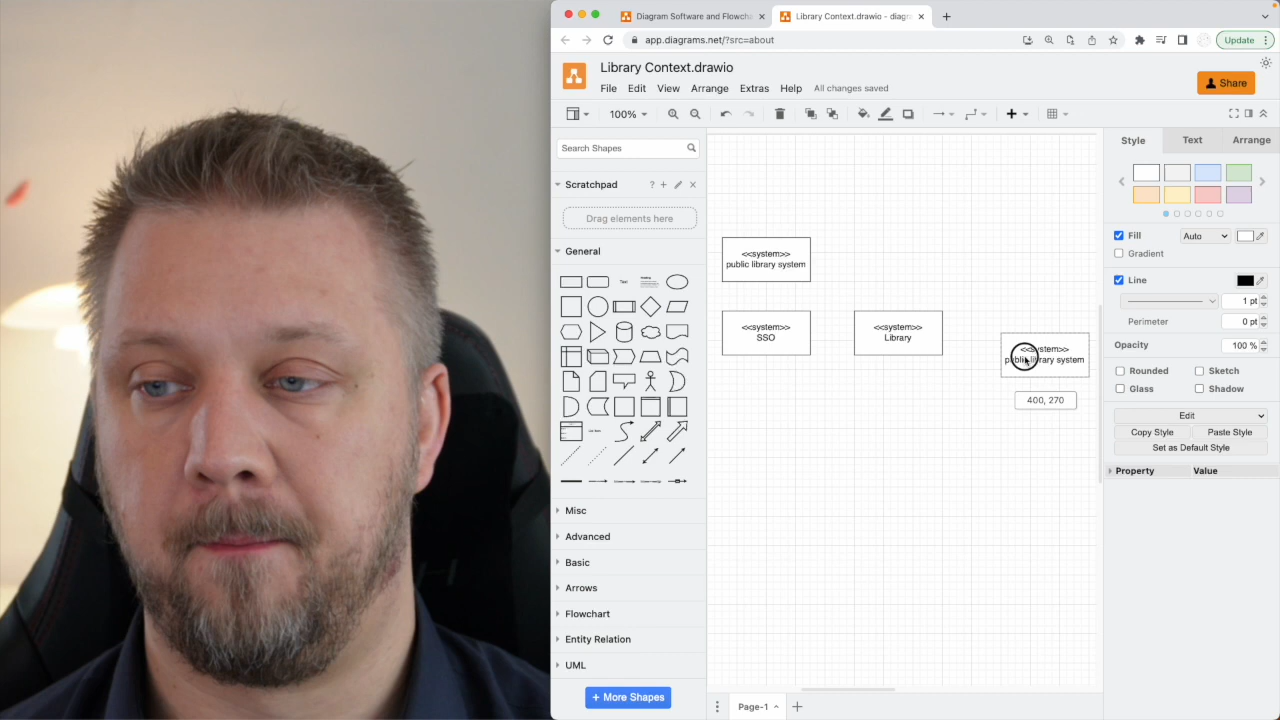 Diagram Software and Flowcha
Library Context.drawio - diagra
app.diagrams.net/?src=about
Update
Library Context.drawio
File Edit View Arrange Extras Help All changes saved
Share
100%
Search Shapes
Scratchpad
Drag elements here
General
Text
Misc
Advanced
Basic
Arrows
Flowchart
Entity Relation
UML
+ More Shapes
<<system>>
public library system
<<system>>
SSO
<<system>>
Library
<<system>>
public library system
400, 270
Page-1
Style Text Arrange
Fill Auto
Gradient
Line
1 pt
Perimeter 0 pt
Opacity 100 %
Rounded Sketch
Glass Shadow
Edit
Copy Style Paste Style
Set as Default Style
Property Value